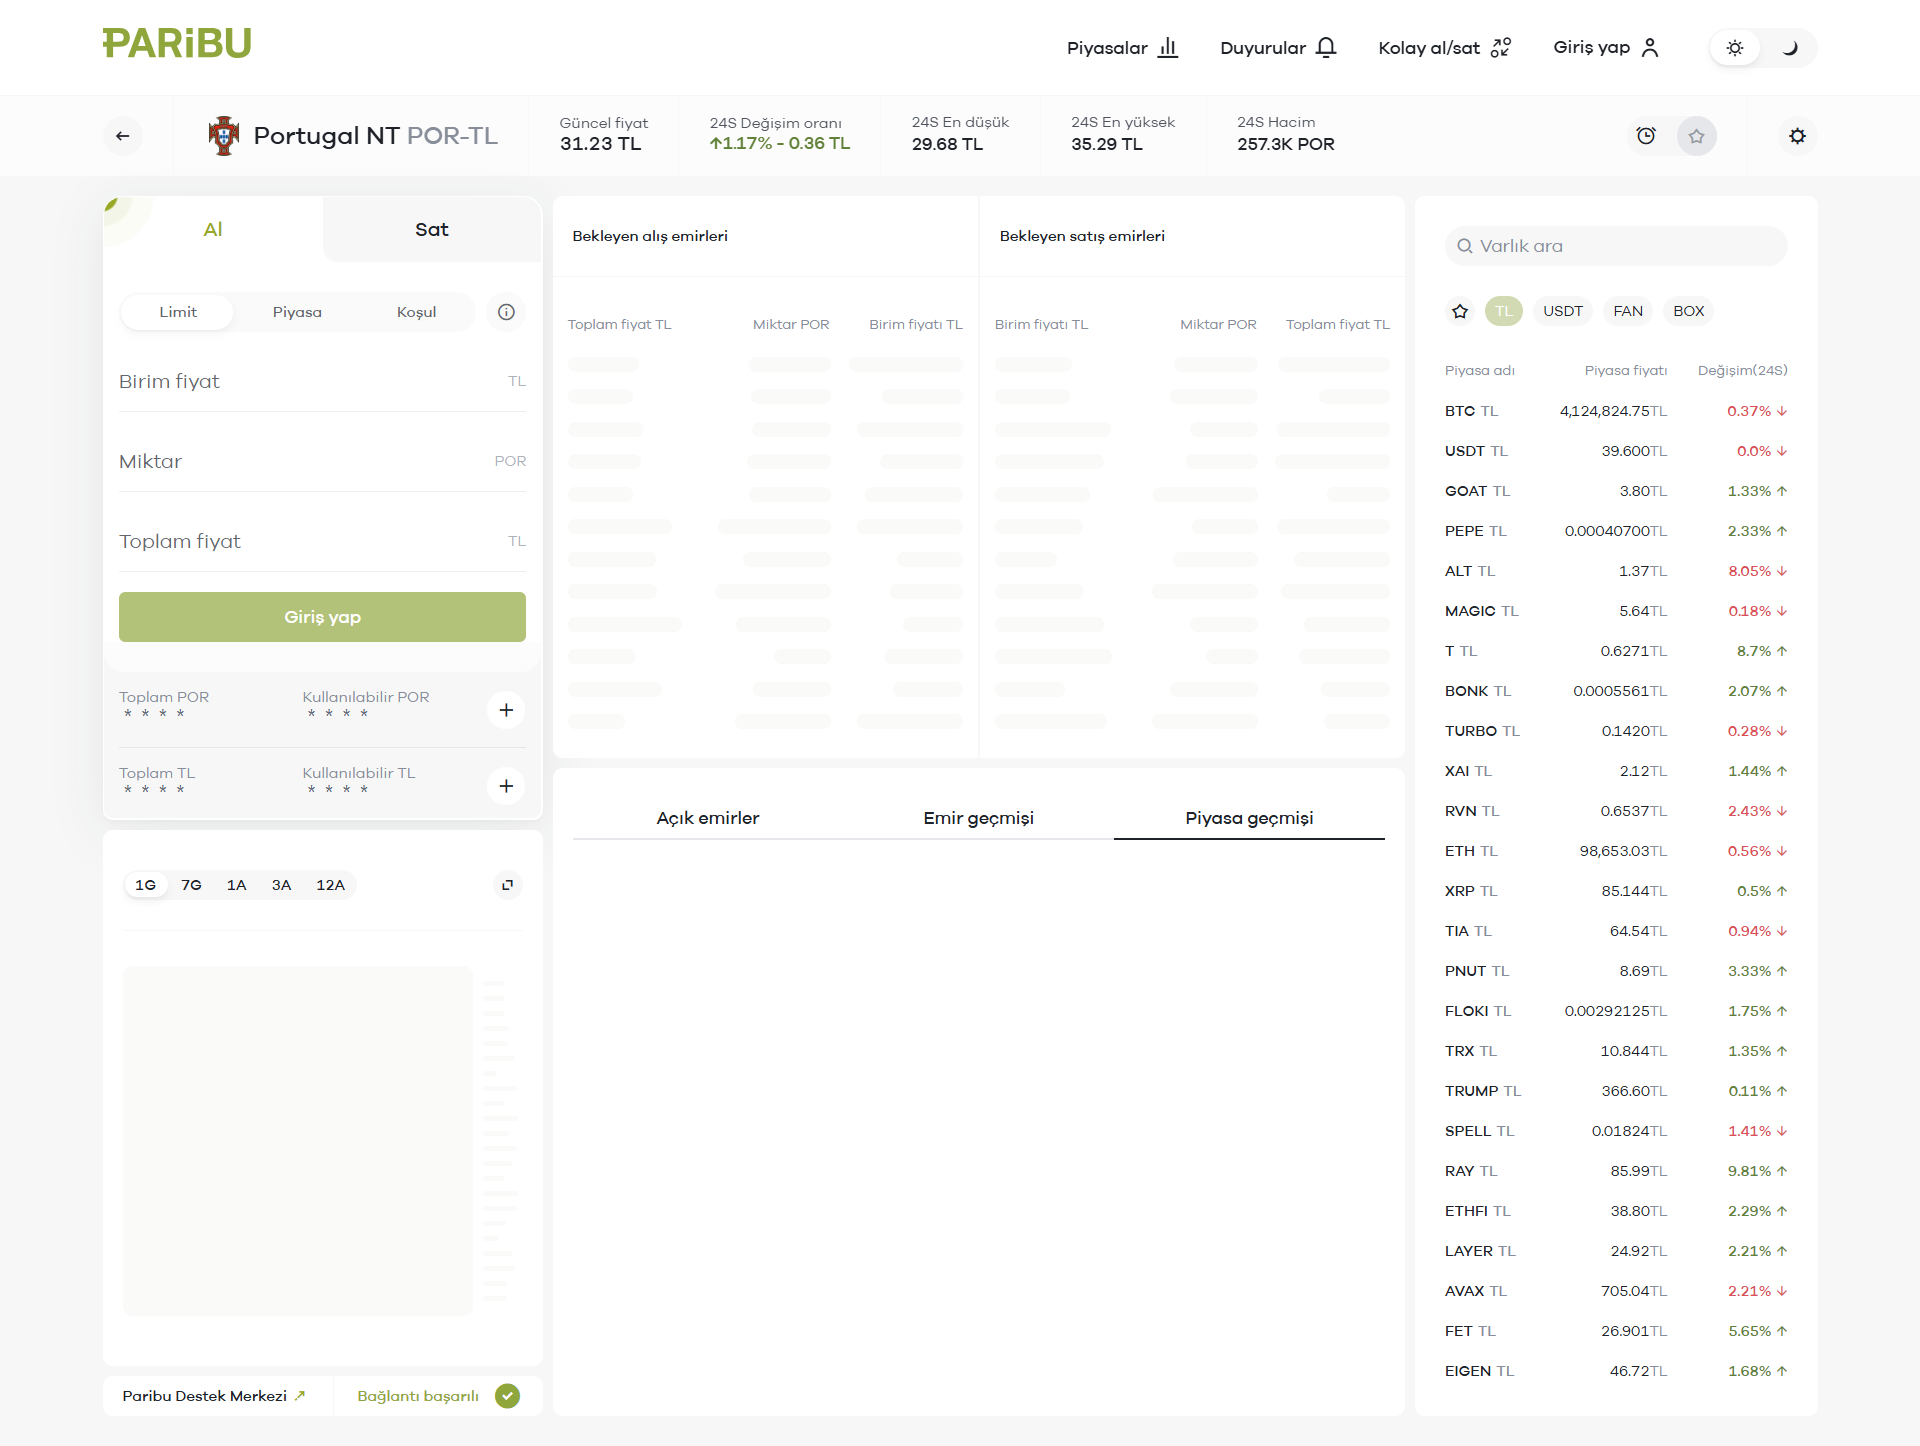 PARiBU
Piyasalar
Duyurular
Kolay al/sat
Giriş yap
Portugal NT POR-TL
Güncel fiyat
31.23 TL
24S Değişim oranı
1.17% - 0.36 TL
24S En düşük
29.68 TL
24S En yüksek
35.29 TL
24S Hacim
257.3K POR
Al
Sat
Limit
Piyasa
Koşul
Birim fiyat TL
Miktar POR
Toplam fiyat TL
Giriş yap
Toplam POR
* * * *
Kullanılabilir POR
* * * *
Toplam TL
* * * *
Kullanılabilir TL
* * * *
1G 7G 1A 3A 12A
Paribu Destek Merkezi
Bağlantı başarılı
Bekleyen alış emirleri
Toplam fiyat TL Miktar POR Birim fiyatı TL
Bekleyen satış emirleri
Birim fiyatı TL Miktar POR Toplam fiyat TL
Açık emirler
Emir geçmişi
Piyasa geçmişi
Varlık ara
TL USDT FAN BOX
Piyasa adı Piyasa fiyatı Değişim(24S)
BTC TL 4,124,824.75TL 0.37%
USDT TL 39.600TL 0.0%
GOAT TL 3.80TL 1.33%
PEPE TL 0.00040700TL 2.33%
ALT TL 1.37TL 8.05%
MAGIC TL 5.64TL 0.18%
T TL 0.6271TL 8.7%
BONK TL 0.0005561TL 2.07%
TURBO TL 0.1420TL 0.28%
XAI TL 2.12TL 1.44%
RVN TL 0.6537TL 2.43%
ETH TL 98,653.03TL 0.56%
XRP TL 85.144TL 0.5%
TIA TL 64.54TL 0.94%
PNUT TL 8.69TL 3.33%
FLOKI TL 0.00292125TL 1.75%
TRX TL 10.844TL 1.35%
TRUMP TL 366.60TL 0.11%
SPELL TL 0.01824TL 1.41%
RAY TL 85.99TL 9.81%
ETHFI TL 38.80TL 2.29%
LAYER TL 24.92TL 2.21%
AVAX TL 705.04TL 2.21%
FET TL 26.901TL 5.65%
EIGEN TL 46.72TL 1.68%